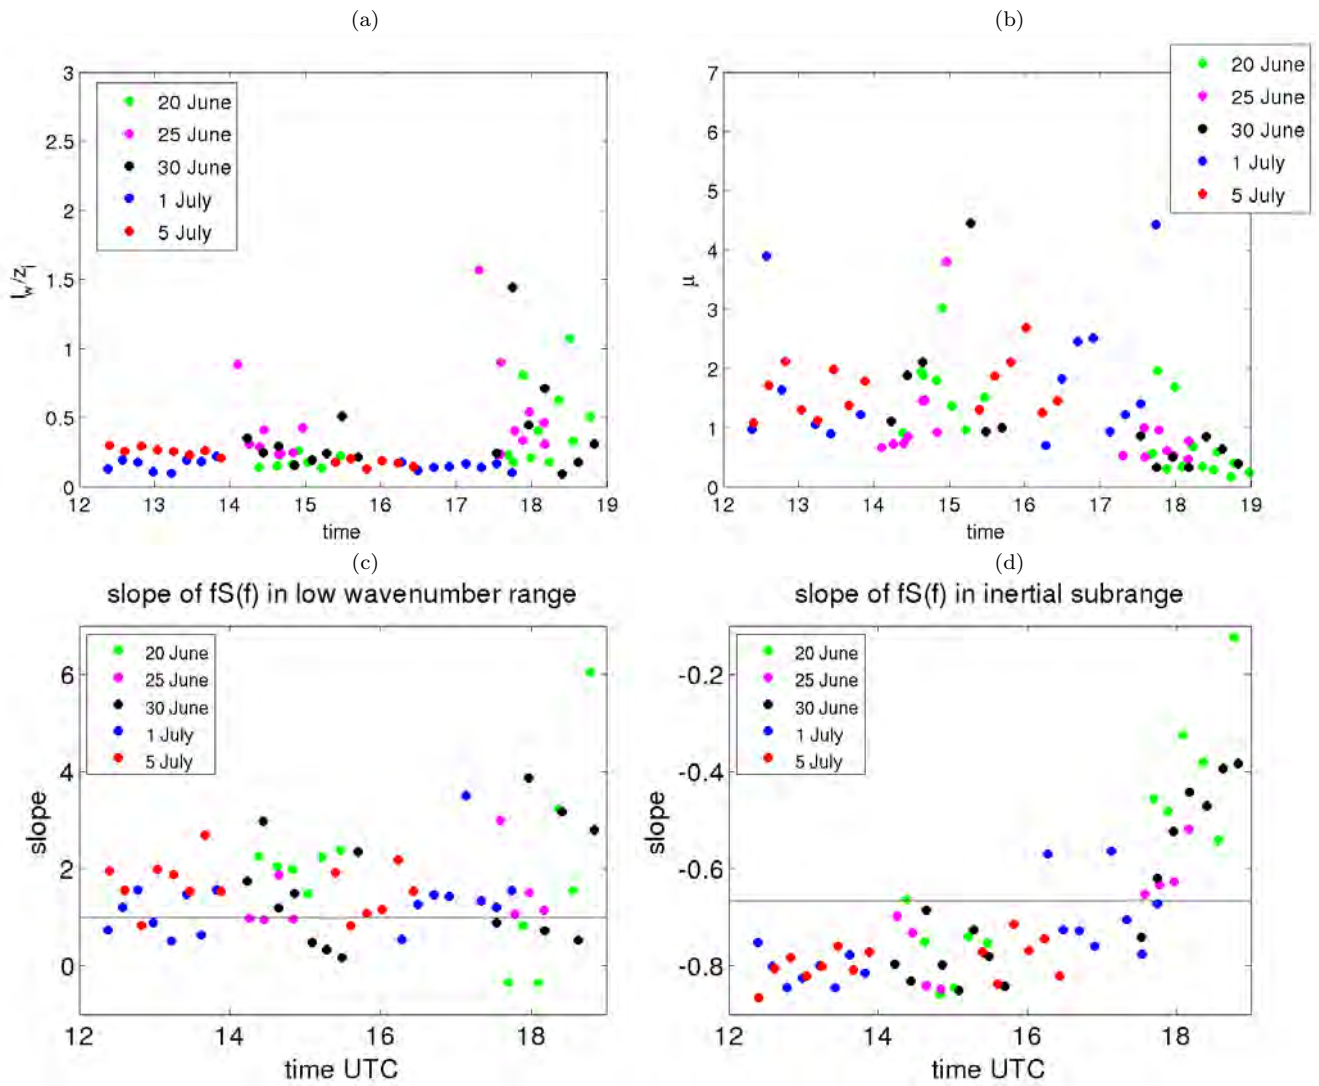 (a)
3
2.5
2
1.5
1
0.5
0
l_w/z_i
20 June
25 June
30 June
1 July
5 July
12 13 14 15 16 17 18 19
time
(b)
7
6
5
4
3
2
1
0
μ
20 June
25 June
30 June
1 July
5 July
12 13 14 15 16 17 18 19
time
(c)
slope of fS(f) in low wavenumber range
6
4
2
0
slope
20 June
25 June
30 June
1 July
5 July
12 14 16 18
time UTC
(d)
slope of fS(f) in inertial subrange
-0.2
-0.4
-0.6
-0.8
slope
20 June
25 June
30 June
1 July
5 July
12 14 16 18
time UTC